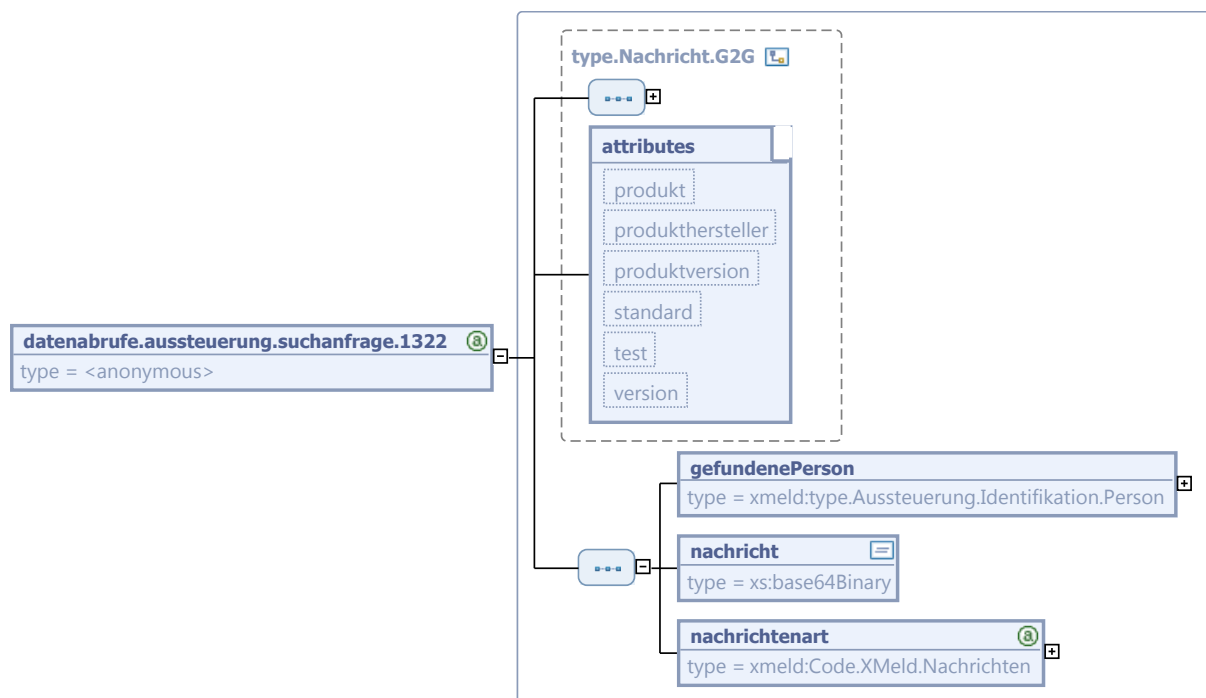 type.Nachricht.G2G
attributes
produkt
produkthersteller
produktversion
standard
test
version
datenabrufe.aussteuerung.suchanfrage.1322
type = <anonymous>
gefundenePerson
type = xmeld:type.Aussteuerung.Identifikation.Person
nachricht
type = xs:base64Binary
nachrichtenart
type = xmeld:Code.XMeld.Nachrichten